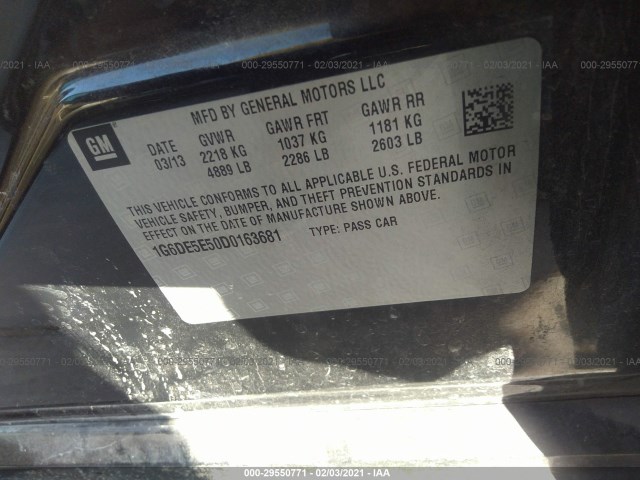 000-29550771 - 02/03/2021 - IAA
GM
MFD BY GENERAL MOTORS LLC
DATE GVWR GAWR FRT GAWR RR
03/13 2218 KG 1037 KG 1181 KG
4889 LB 2286 LB 2603 LB
THIS VEHICLE CONFORMS TO ALL APPLICABLE U.S. FEDERAL MOTOR
VEHICLE SAFETY, BUMPER, AND THEFT PREVENTION STANDARDS IN
EFFECT ON THE DATE OF MANUFACTURE SHOWN ABOVE.
1G6DE5E50D0163681 TYPE: PASS CAR
000-29550771 - 02/03/2021 - IAA